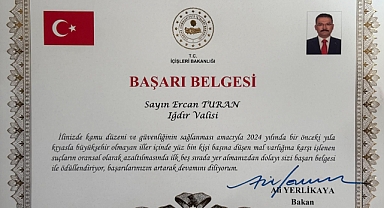 T.C.
İÇİŞLERİ BAKANLIĞI
BAŞARI BELGESİ
Sayın Ercan TURAN
Iğdır Valisi
İlinizde kamu düzeni ve güvenliğinin sağlanması amacıyla 2024 yılında bir önceki yıla
kıyasla büyükşehir olmayan iller içinde yüz bin kişi başına düşen mal varlığına karşı işlenen
suçların oransal olarak azaltılmasında ilk beş sırada yer almanızdan dolayı sizi başarı belgesi
ile ödüllendiriyor, başarılarınızın artarak devamını diliyorum.
Ali YERLİKAYA
Bakan